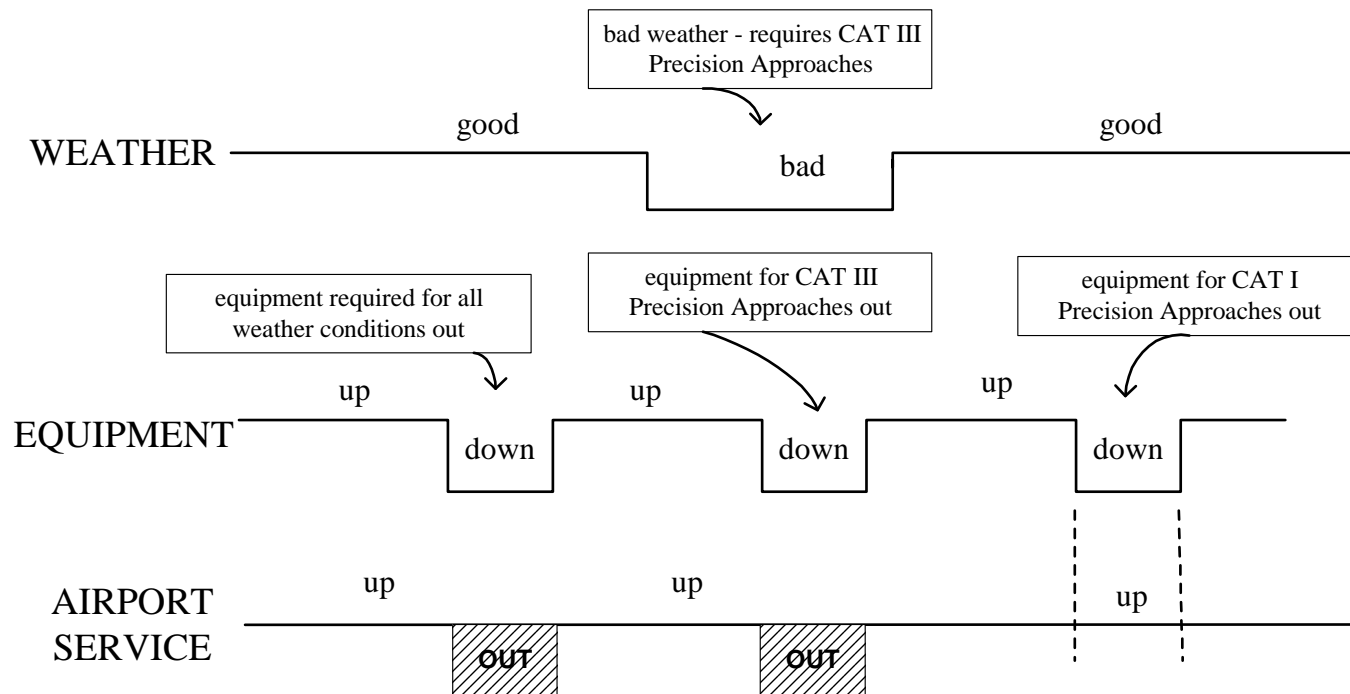 bad weather - requires CAT III
Precision Approaches
good
good
WEATHER
bad
equipment required for all
weather conditions out
equipment for CAT III
Precision Approaches out
equipment for CAT I
Precision Approaches out
up
up
up
EQUIPMENT
down
down
down
up
up
up
AIRPORT
SERVICE
OUT
OUT